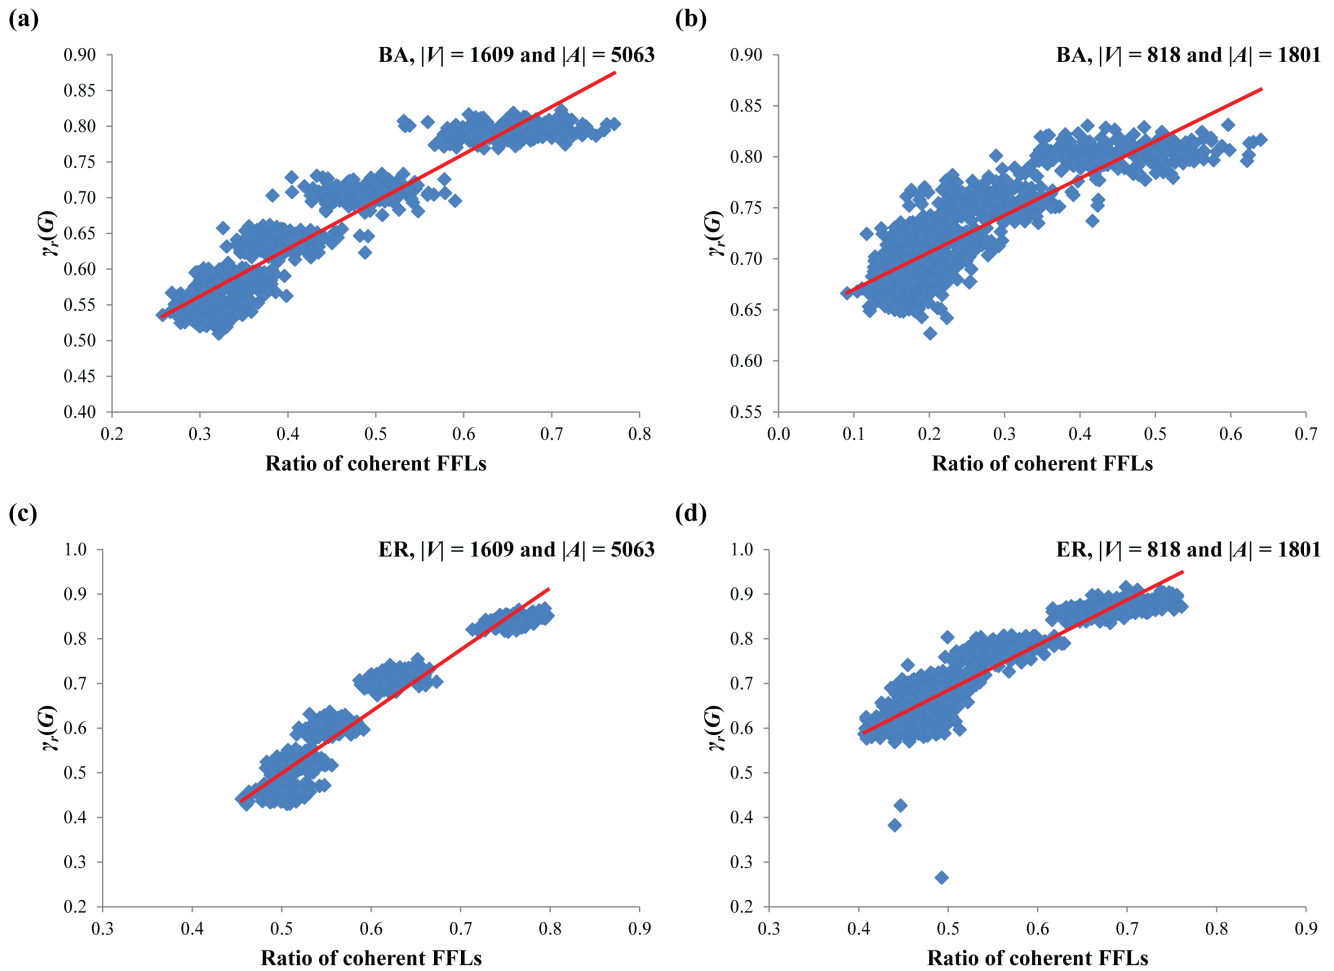 (a)
BA, |V| = 1609 and |A| = 5063
0.90
0.85
0.80
0.75
0.70
0.65
0.60
0.55
0.50
0.45
0.40
γr(G)
0.2 0.3 0.4 0.5 0.6 0.7 0.8
Ratio of coherent FFLs
(b)
BA, |V| = 818 and |A| = 1801
0.90
0.85
0.80
0.75
0.70
0.65
0.60
0.55
γr(G)
0.0 0.1 0.2 0.3 0.4 0.5 0.6 0.7
Ratio of coherent FFLs
(c)
ER, |V| = 1609 and |A| = 5063
1.0
0.9
0.8
0.7
0.6
0.5
0.4
0.3
0.2
γr(G)
0.3 0.4 0.5 0.6 0.7 0.8 0.9
Ratio of coherent FFLs
(d)
ER, |V| = 818 and |A| = 1801
1.0
0.9
0.8
0.7
0.6
0.5
0.4
0.3
0.2
γr(G)
0.3 0.4 0.5 0.6 0.7 0.8 0.9
Ratio of coherent FFLs